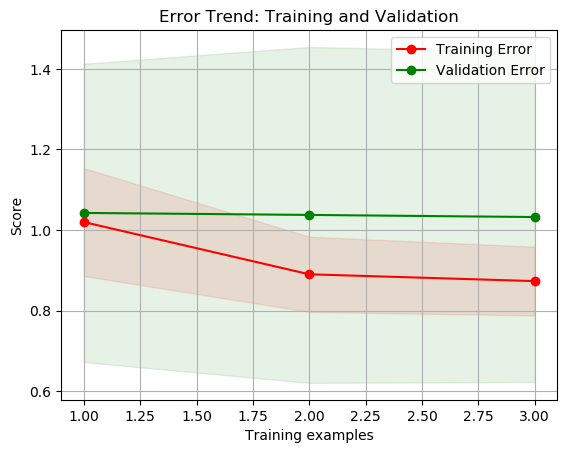 Error Trend: Training and Validation
Training Error
Validation Error
Score
1.4
1.2
1.0
0.8
0.6
1.00 1.25 1.50 1.75 2.00 2.25 2.50 2.75 3.00
Training examples